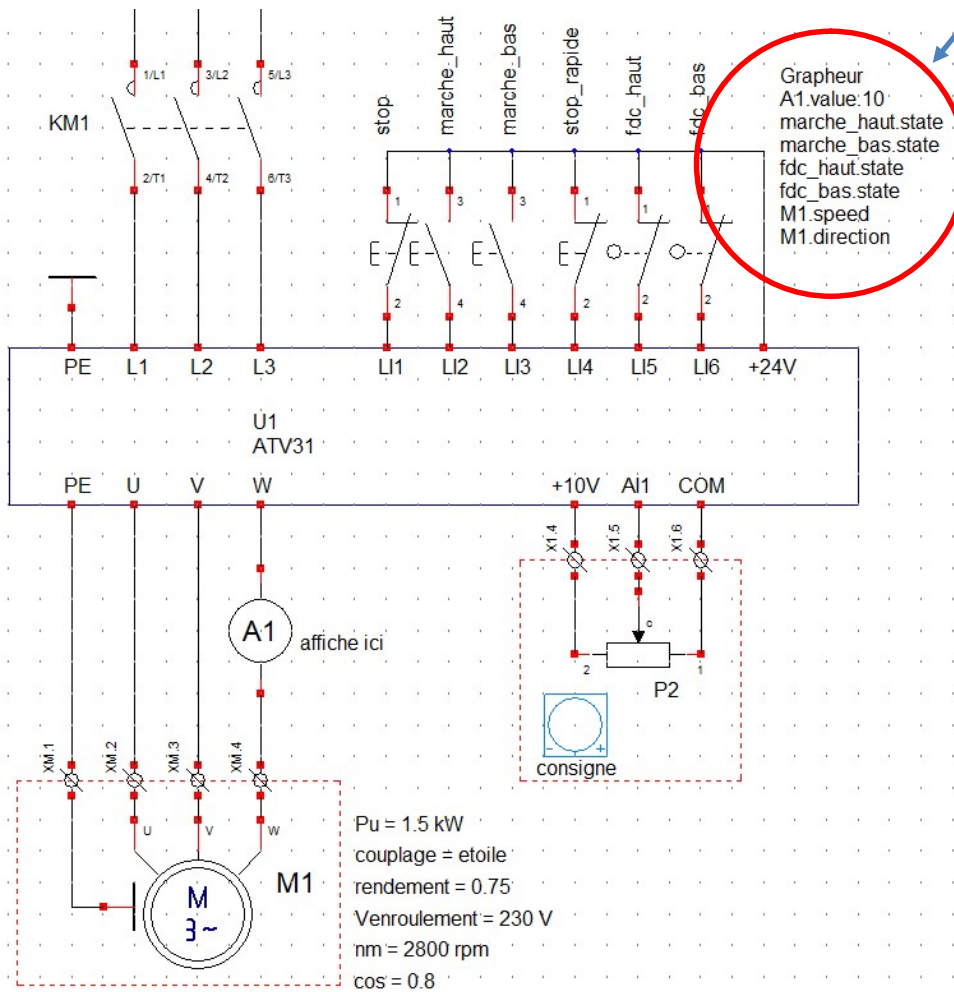 stop
marche_haut
marche_bas
stop_rapide
fdc_haut
fdc_bas
Grapheur
A1.value:10
marche_haut.state
marche_bas.state
fdc_haut.state
fdc_bas.state
M1.speed
M1.direction
1/L1
3/L2
5/L3
KM1
2/T1
4/T2
6/T3
1
3
3
1
1
1
2
4
4
2
2
2
PE
L1
L2
L3
LI1
LI2
LI3
LI4
LI5
LI6
+24V
U1
ATV31
PE
U
V
W
+10V
AI1
COM
X1.4
X1.5
X1.6
c
2
1
P2
- +
consigne
A1
affiche ici
XM.1
XM.2
XM.3
XM.4
U
V
W
M
3~
M1
Pu = 1.5 kW
couplage = etoile
rendement = 0.75
Venroulement = 230 V
nm = 2800 rpm
cos = 0.8